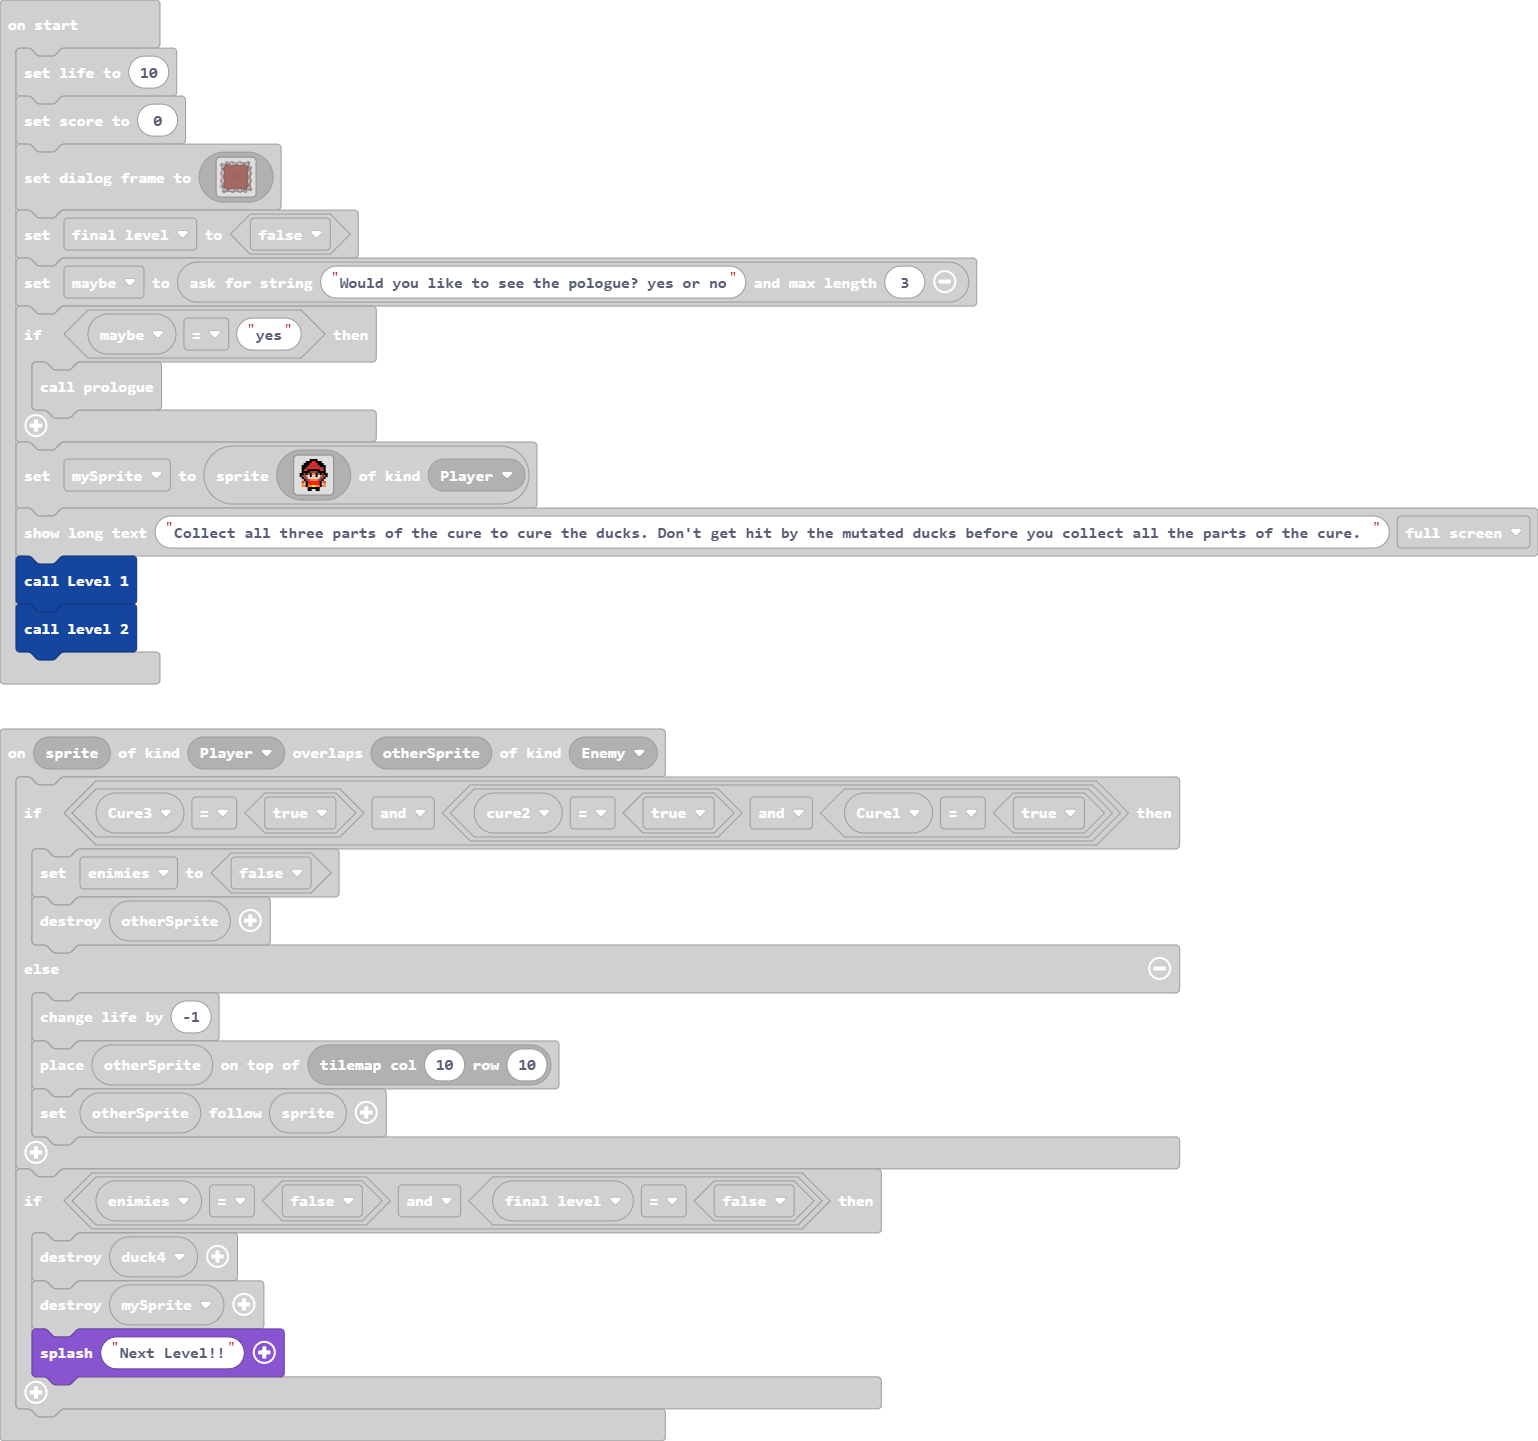 on start
set life to 10
set score to 0
set dialog frame to
set final level to false
set maybe to ask for string "Would you like to see the pologue? yes or no" and max length 3
if maybe = "yes" then
call prologue
set mySprite to sprite of kind Player
show long text "Collect all three parts of the cure to cure the ducks. Don't get hit by the mutated ducks before you collect all the parts of the cure. " full screen
call Level 1
call level 2
on sprite of kind Player overlaps otherSprite of kind Enemy
if Cure3 = true and cure2 = true and Cure1 = true then
set enimies to false
destroy otherSprite
else
change life by -1
place otherSprite on top of tilemap col 10 row 10
set otherSprite follow sprite
if enimies = false and final level = false then
destroy duck4
destroy mySprite
splash "Next Level!!"